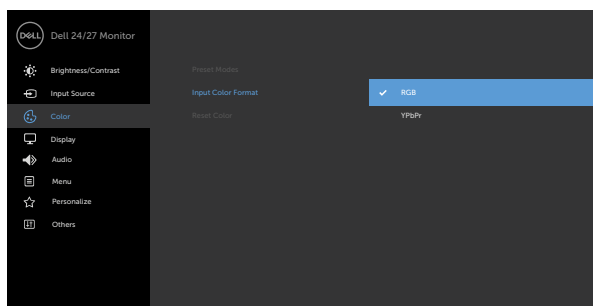 DELL Dell 24/27 Monitor
Brightness/Contrast
Input Source
Color
Display
Audio
Menu
Personalize
Others
Preset Modes
Input Color Format
Reset Color
RGB
YPbPr